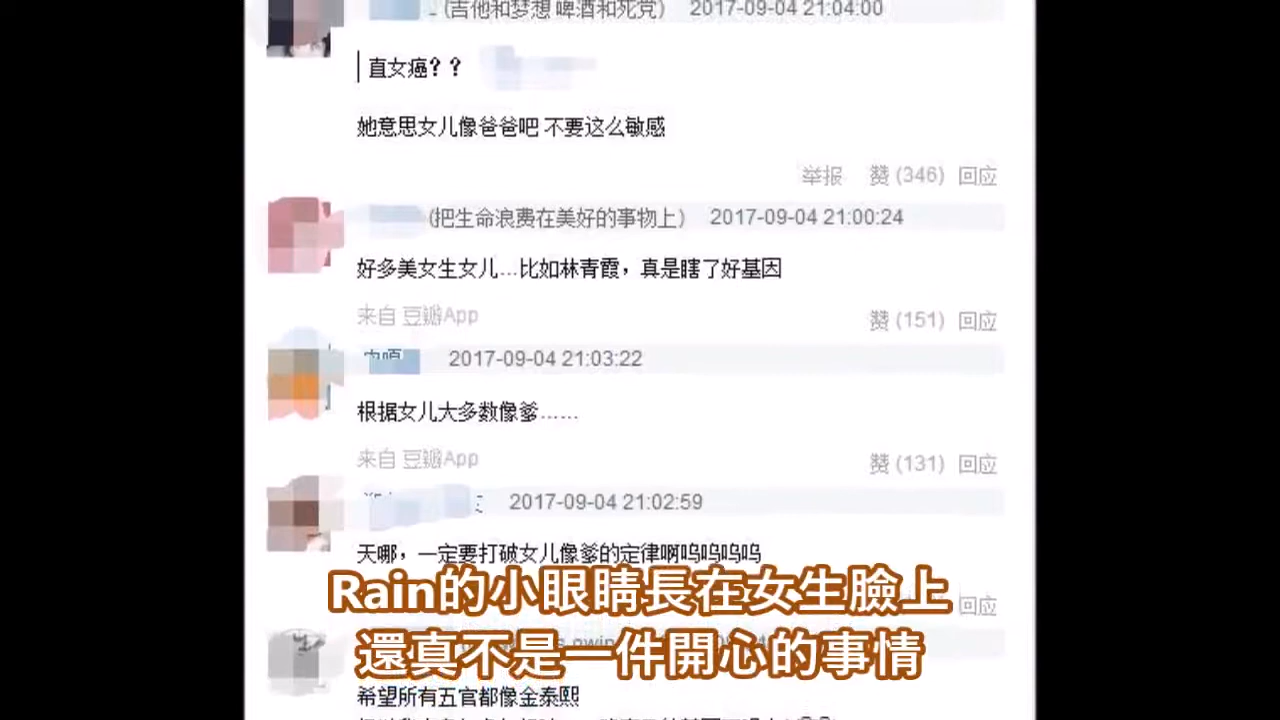 (吉他和梦想 啤酒和死党) 2017-09-04 21:04:00
直女癌？？
她意思女儿像爸爸吧 不要这么敏感
举报 赞 (346) 回应
(把生命浪费在美好的事物上) 2017-09-04 21:00:24
好多美女生女儿...比如林青霞，真是瞎了好基因
来自 豆瓣App
赞 (151) 回应
2017-09-04 21:03:22
根据女儿大多数像爹……
来自 豆瓣App
赞 (131) 回应
2017-09-04 21:02:59
天哪，一定要打破女儿像爹的定律啊呜呜呜呜
Rain的小眼睛長在女生臉上
回应
還真不是一件開心的事情
希望所有五官都像金泰熙